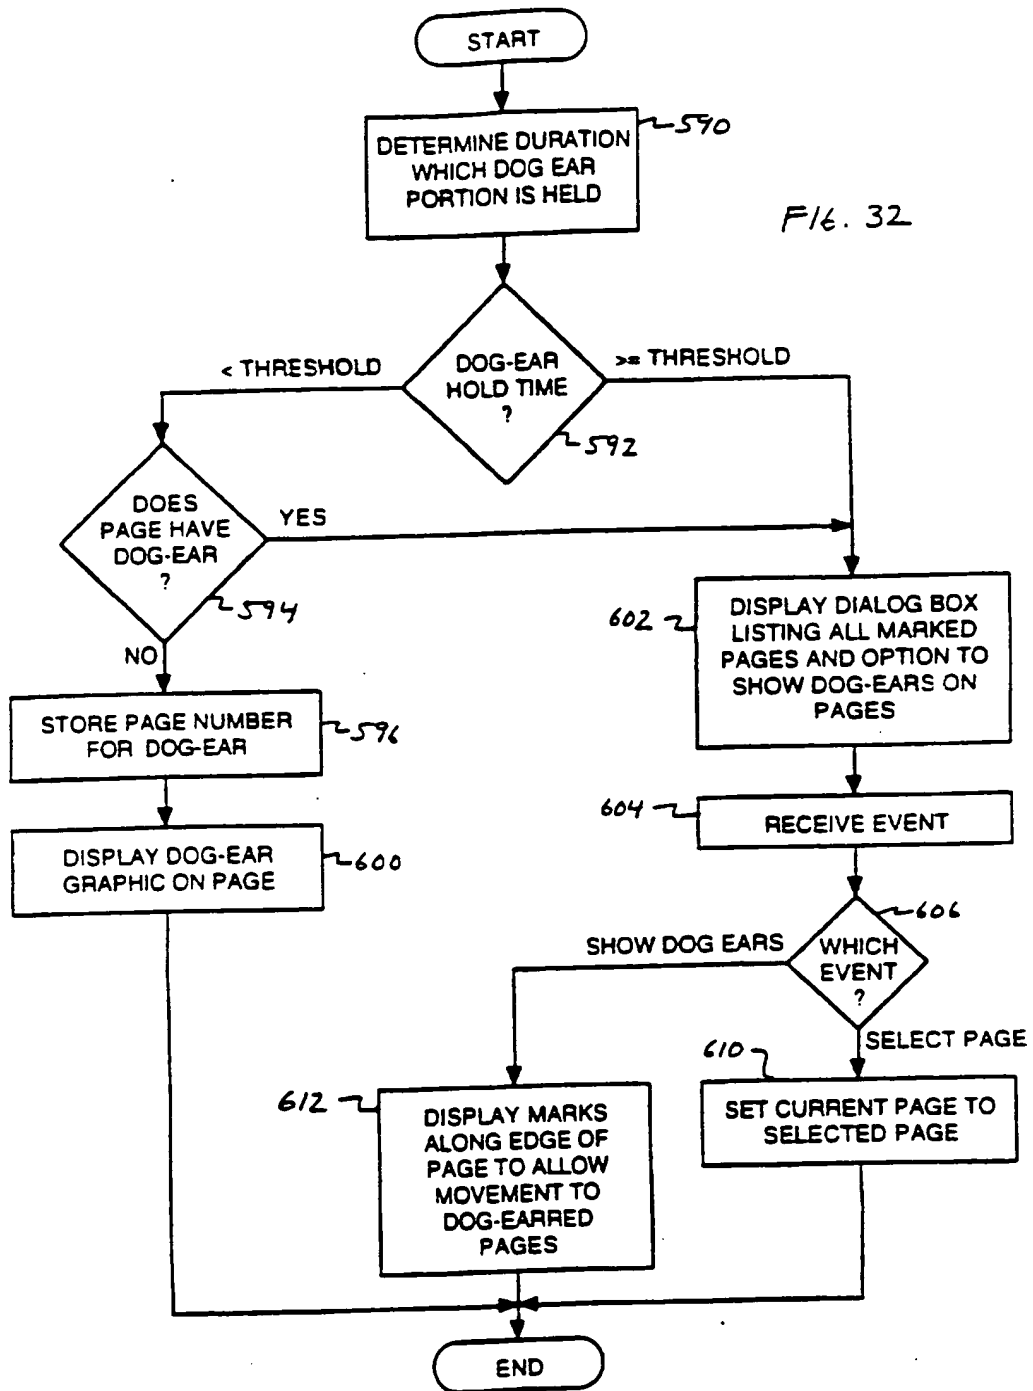 START
DETERMINE DURATION
WHICH DOG EAR
PORTION IS HELD
590
FIG. 32
< THRESHOLD
DOG-EAR
HOLD TIME
?
>= THRESHOLD
592
DOES
PAGE HAVE
DOG-EAR
?
YES
594
NO
602
DISPLAY DIALOG BOX
LISTING ALL MARKED
PAGES AND OPTION TO
SHOW DOG-EARS ON
PAGES
STORE PAGE NUMBER
FOR DOG-EAR
596
604
RECEIVE EVENT
DISPLAY DOG-EAR
GRAPHIC ON PAGE
600
606
SHOW DOG EARS
WHICH
EVENT
?
SELECT PAGE
610
SET CURRENT PAGE TO
SELECTED PAGE
612
DISPLAY MARKS
ALONG EDGE OF
PAGE TO ALLOW
MOVEMENT TO
DOG-EARRED
PAGES
END